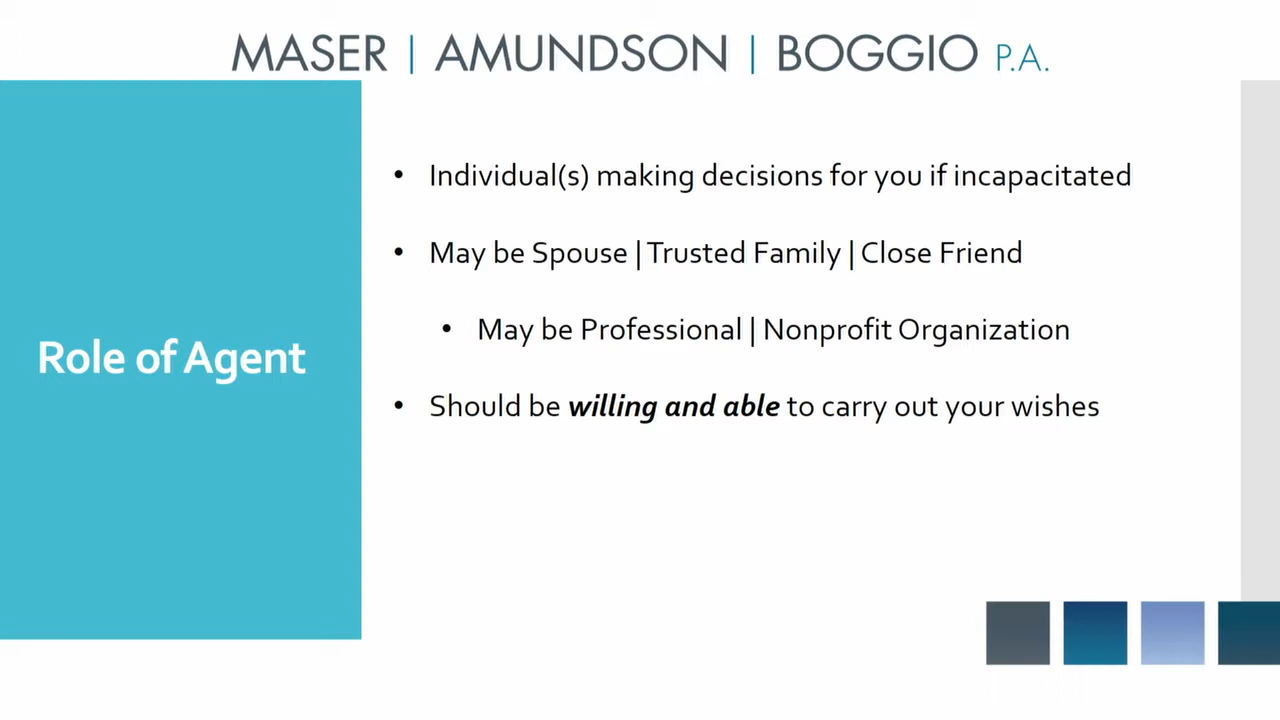 MASER | AMUNDSON | BOGGIO P.A.
Role of Agent
• Individual(s) making decisions for you if incapacitated
• May be Spouse | Trusted Family | Close Friend
• May be Professional | Nonprofit Organization
• Should be willing and able to carry out your wishes